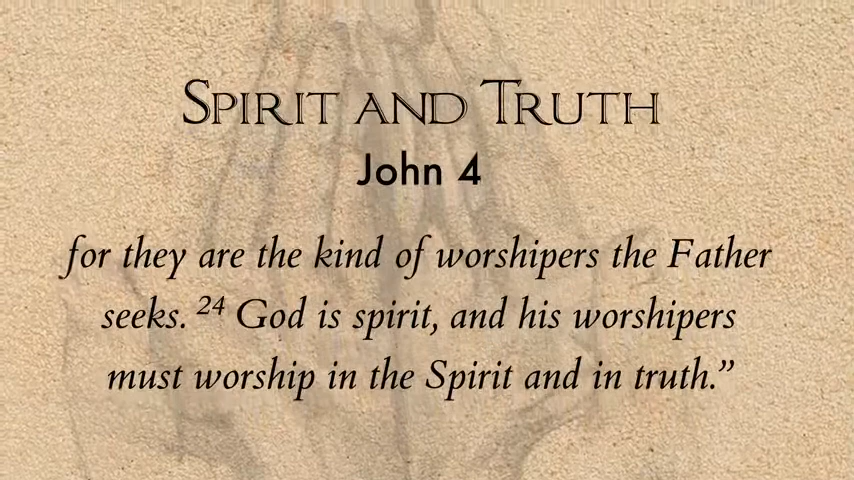 Spirit and Truth
John 4
for they are the kind of worshipers the Father
seeks. 24 God is spirit, and his worshipers
must worship in the Spirit and in truth.”